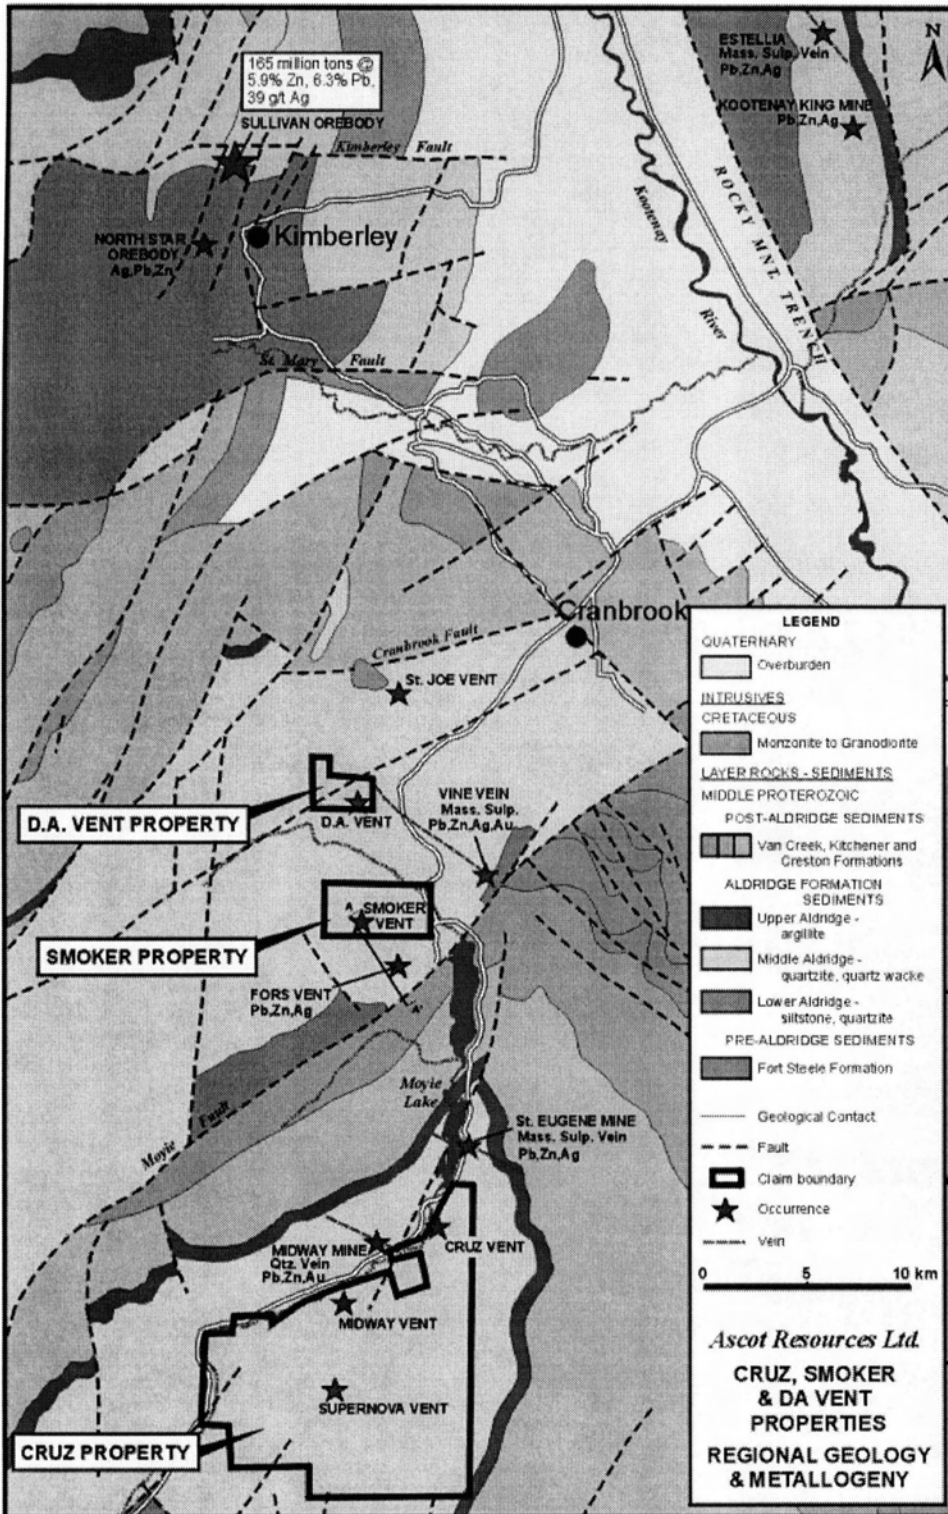 165 million tons @
5.9% Zn, 6.3% Pb,
39 g/t Ag
SULLIVAN OREBODY
Kimberley Fault
ESTELLIA
Mass. Sulp. Vein
Pb,Zn,Ag
N
KOOTENAY KING MINE
Pb,Zn,Ag
NORTH STAR
OREBODY
Ag,Pb,Zn
Kimberley
Kootenay
River
ROCKY MNT. TRENCH
St. Mary Fault
Cranbrook
Cranbrook Fault
St. JOE VENT
D.A. VENT PROPERTY
D.A. VENT
VINE VEIN
Mass. Sulp.
Pb,Zn,Ag,Au
A
SMOKER
VENT
SMOKER PROPERTY
FORS VENT
Pb,Zn,Ag
A'
Moyie Fault
Moyie
Lake
St. EUGENE MINE
Mass. Sulp. Vein
Pb,Zn,Ag
MIDWAY MINE
Qtz. Vein
Pb,Zn,Au
CRUZ VENT
MIDWAY VENT
SUPERNOVA VENT
CRUZ PROPERTY
LEGEND
QUATERNARY
Overburden
INTRUSIVES
CRETACEOUS
Monzonite to Granodiorite
LAYER ROCKS - SEDIMENTS
MIDDLE PROTEROZOIC
POST-ALDRIDGE SEDIMENTS
Van Creek, Kitchener and
Creston Formations
ALDRIDGE FORMATION
SEDIMENTS
Upper Aldridge -
argillite
Middle Aldridge -
quartzite, quartz wacke
Lower Aldridge -
siltstone, quartzite
PRE-ALDRIDGE SEDIMENTS
Fort Steele Formation
Geological Contact
Fault
Claim boundary
Occurrence
Vein
0 5 10 km
Ascot Resources Ltd.
CRUZ, SMOKER
& DA VENT
PROPERTIES
REGIONAL GEOLOGY
& METALLOGENY